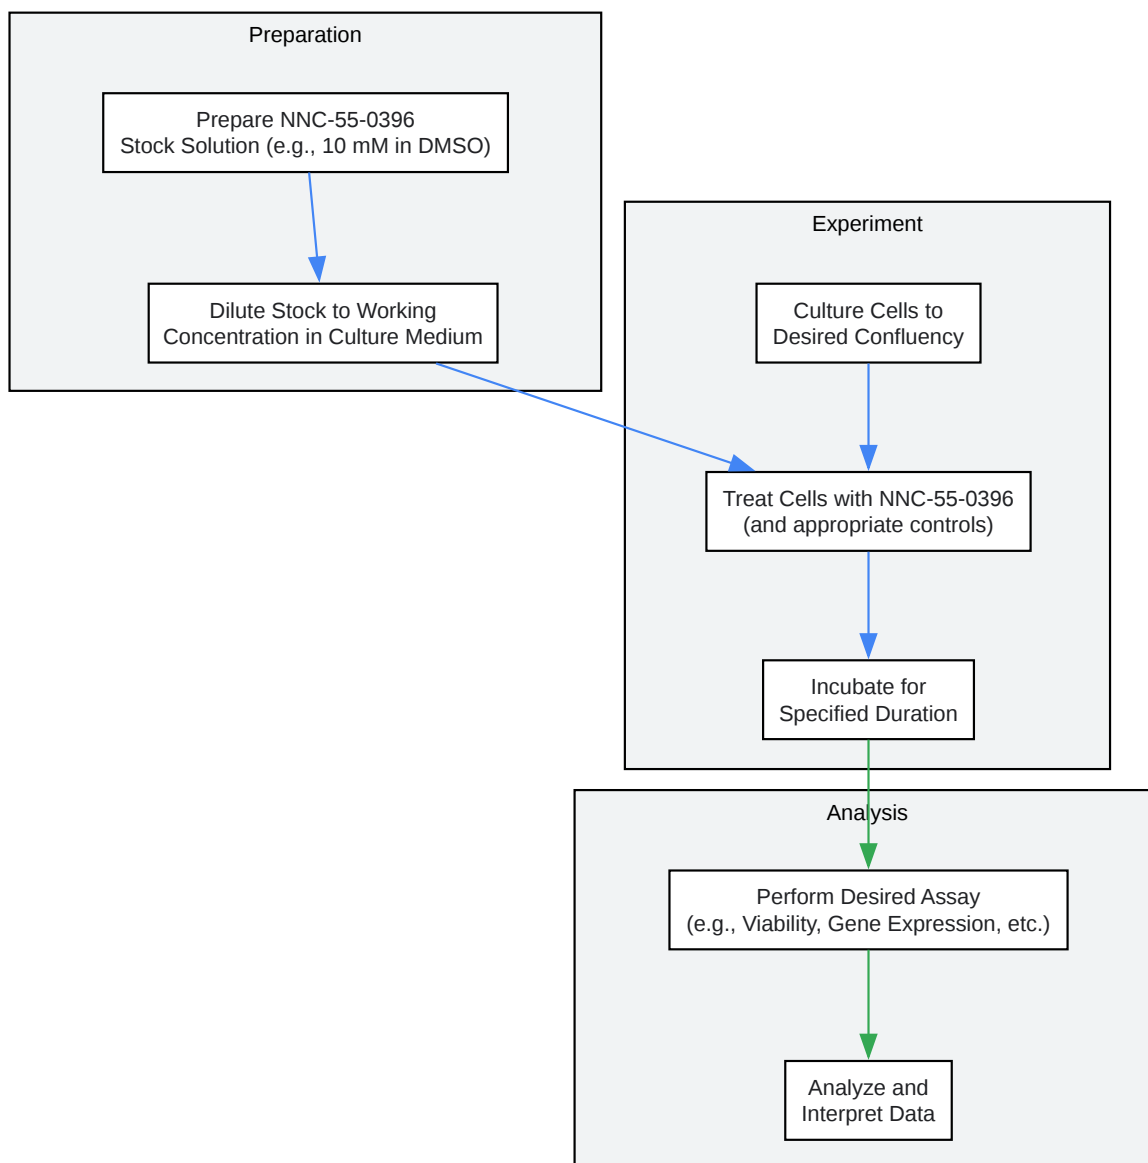 Preparation
Prepare NNC-55-0396
Stock Solution (e.g., 10 mM in DMSO)
Dilute Stock to Working
Concentration in Culture Medium
Experiment
Culture Cells to
Desired Confluency
Treat Cells with NNC-55-0396
(and appropriate controls)
Incubate for
Specified Duration
Analysis
Perform Desired Assay
(e.g., Viability, Gene Expression, etc.)
Analyze and
Interpret Data